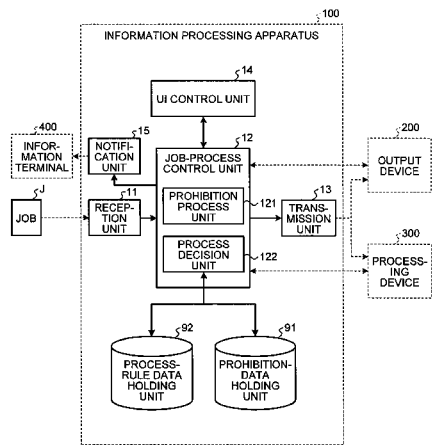 100
INFORMATION PROCESSING APPARATUS
14
UI CONTROL UNIT
400
INFOR-
MATION
TERMINAL
15
NOTIFI-
CATION
UNIT
12
JOB-PROCESS
CONTROL UNIT
200
OUTPUT
DEVICE
J
JOB
11
RECEP-
TION
UNIT
121
PROHIBITION
PROCESS
UNIT
13
TRANS-
MISSION
UNIT
122
PROCESS
DECISION
UNIT
300
PROCESS-
ING
DEVICE
92
PROCESS-
RULE DATA
HOLDING
UNIT
91
PROHIBITION-
DATA
HOLDING
UNIT